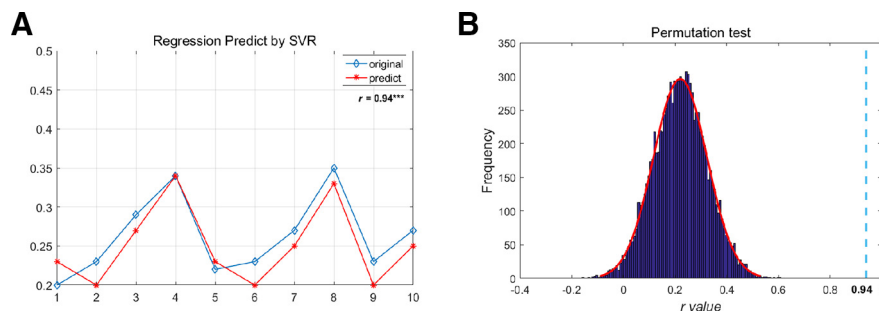 A
Regression Predict by SVR
0.5
0.45
0.4
0.35
0.3
0.25
0.2
original
predict
r = 0.94***
1 2 3 4 5 6 7 8 9 10
B
Permutation test
350
300
250
200
150
100
50
0
Frequency
-0.4 -0.2 0 0.2 0.4 0.6 0.8 0.94
r value